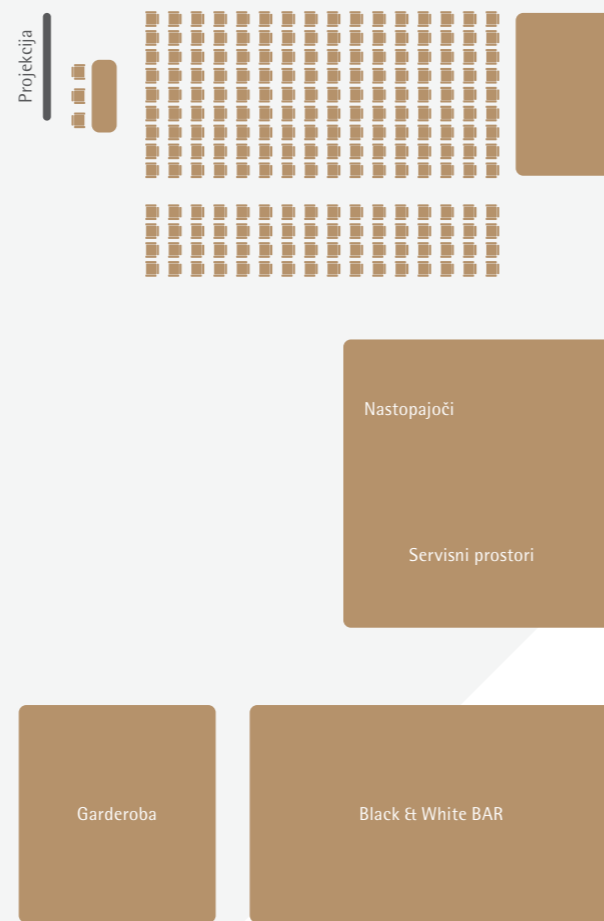 Projekcija
Nastopajoči
Servisni prostori
Garderoba
Black & White BAR